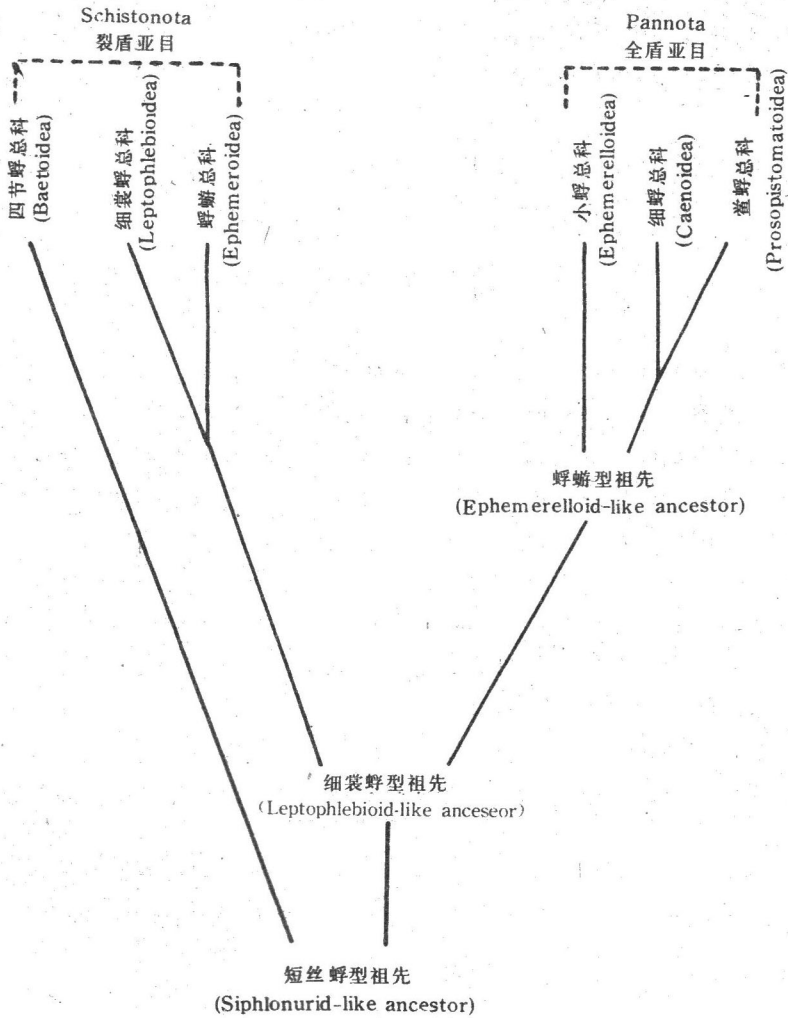 Schistonota
裂盾亚目
Pannota
全盾亚目
四节蜉总科
(Baetoidea)
细裳蜉总科
(Leptophlebioidea)
蜉蝣总科
(Ephemeroidea)
小蜉总科
(Ephemerelloidea)
细蜉总科
(Caenoidea)
鲎蜉总科
(Prosopistomatoidea)
蜉蝣型祖先
(Ephemerelloid-like ancestor)
细裳蜉型祖先
(Leptophlebioid-like anceseor)
短丝蜉型祖先
(Siphlonurid-like ancestor)